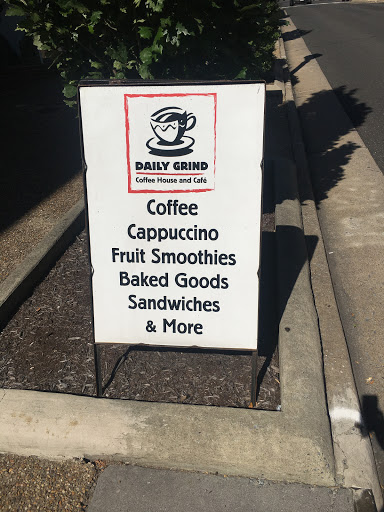 DAILY GRIND
Coffee House and Café
Coffee
Cappuccino
Fruit Smoothies
Baked Goods
Sandwiches
& More